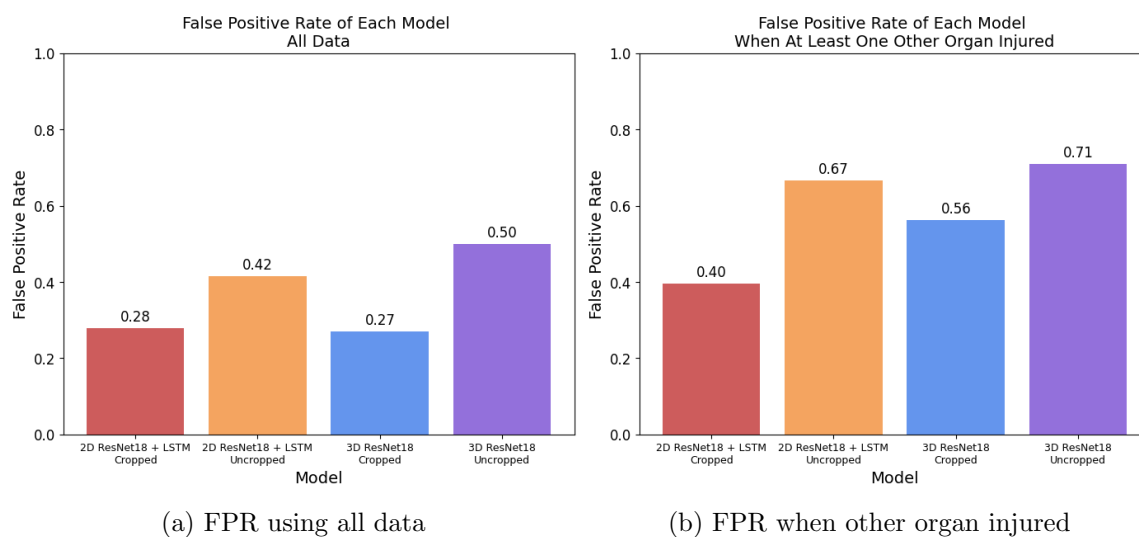 False Positive Rate of Each Model
All Data
1.0
0.8
0.6
0.4
0.2
0.0
False Positive Rate
0.28
0.42
0.27
0.50
2D ResNet18 + LSTM
Cropped
2D ResNet18 + LSTM
Uncropped
3D ResNet18
Cropped
3D ResNet18
Uncropped
Model
(a) FPR using all data
False Positive Rate of Each Model
When At Least One Other Organ Injured
1.0
0.8
0.6
0.4
0.2
0.0
False Positive Rate
0.40
0.67
0.56
0.71
2D ResNet18 + LSTM
Cropped
2D ResNet18 + LSTM
Uncropped
3D ResNet18
Cropped
3D ResNet18
Uncropped
Model
(b) FPR when other organ injured